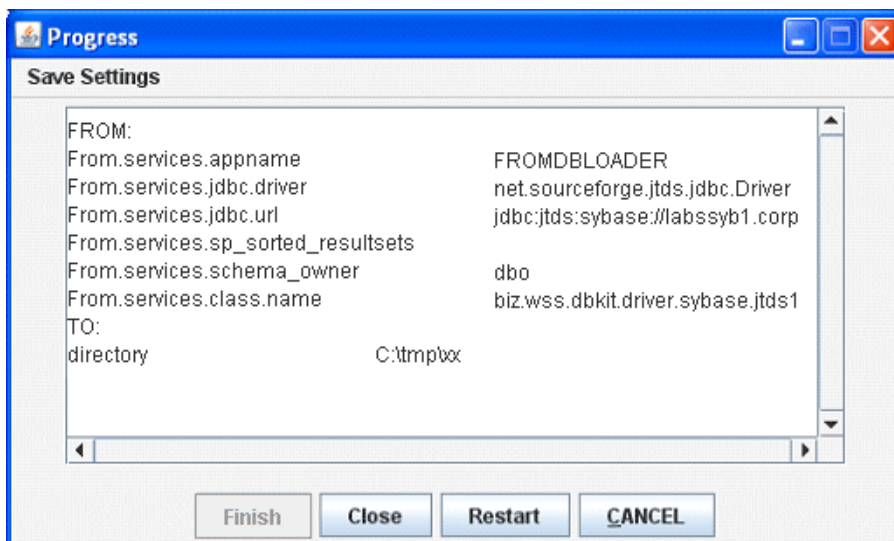 Progress
Save Settings
FROM:
From.services.appname FROMDBLOADER
From.services.jdbc.driver net.sourceforge.jtds.jdbc.Driver
From.services.jdbc.url jdbc:jtds:sybase://labssyb1.corp
From.services.sp_sorted_resultsets
From.services.schema_owner dbo
From.services.class.name biz.wss.dbkit.driver.sybase.jtds1
TO:
directory C:\tmp\xx
Finish Close Restart CANCEL